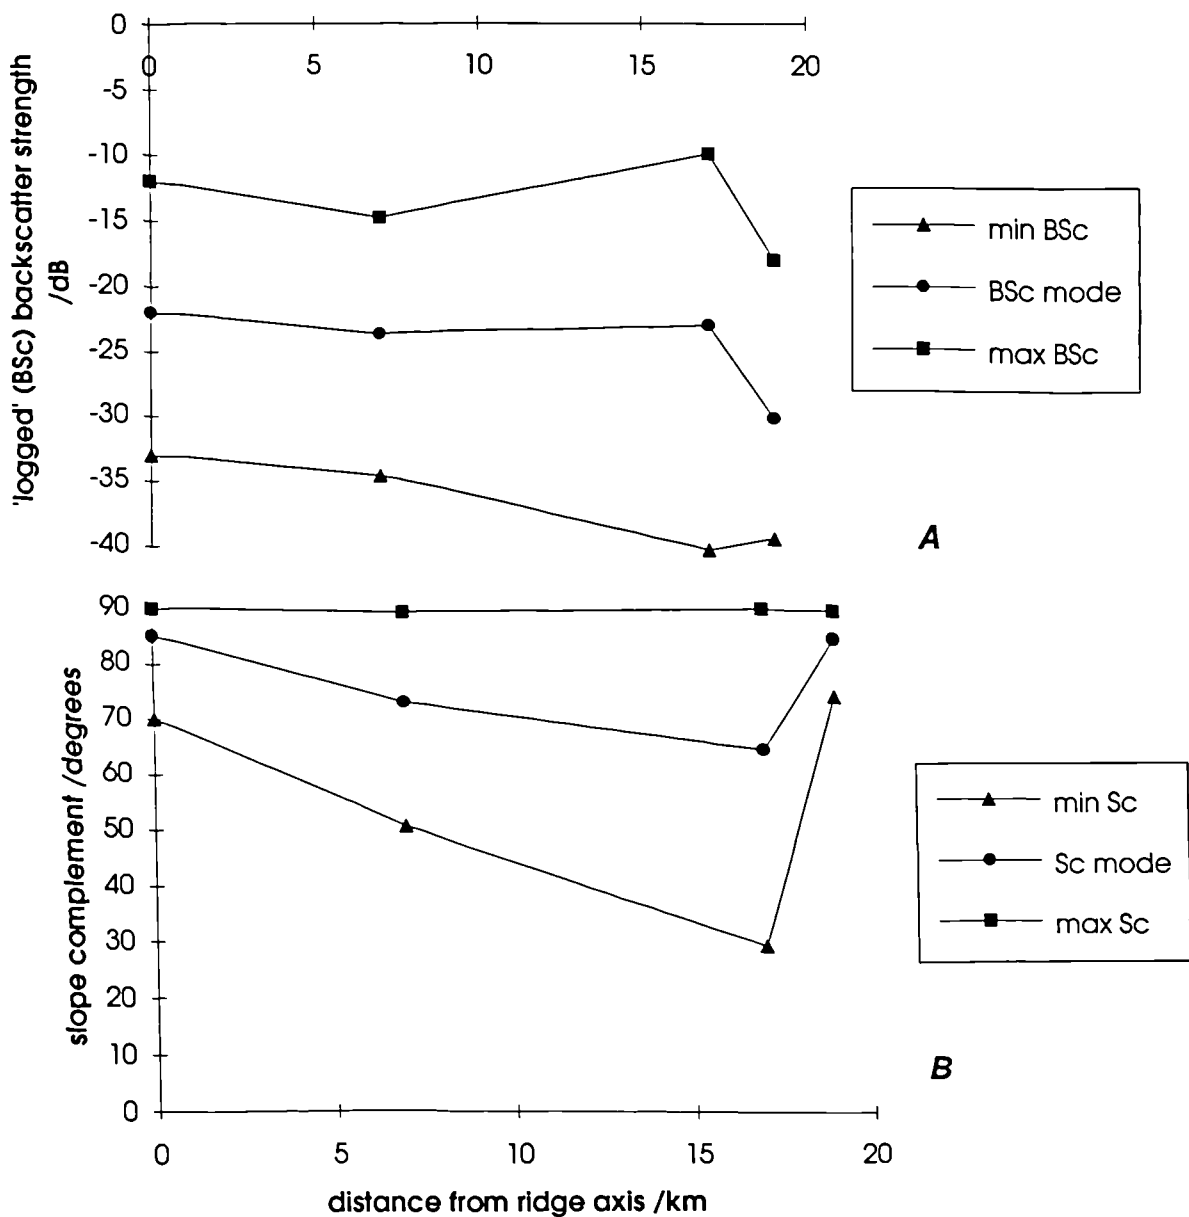 0
0 5 10 15 20
-5
-10
-15
-20
-25
-30
-35
-40
'logged' (BSc) backscatter strength
/dB
min BSc
BSc mode
max BSc
A
90
80
70
60
50
40
30
20
10
0
slope complement /degrees
min Sc
Sc mode
max Sc
B
0 5 10 15 20
distance from ridge axis /km